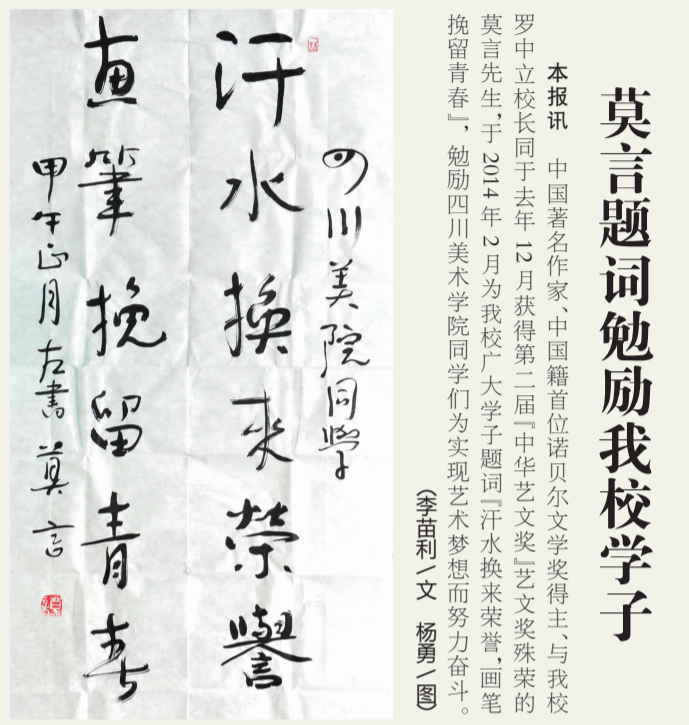 莫言题词勉励我校学子
本报讯 中国著名作家、中国籍首位诺贝尔文学奖得主、与我校
罗中立校长同于去年12月获得第二届『中华艺文奖』艺文奖殊荣的
莫言先生,于2014年2月为我校广大学子题词『汗水换来荣誉,画笔
挽留青春』,勉励四川美术学院同学们为实现艺术梦想而努力奋斗。
(李苗利/文 杨勇/图)
四川美院同學
汗水換来荣譽
画筆挽留青春
甲午正月左書莫言